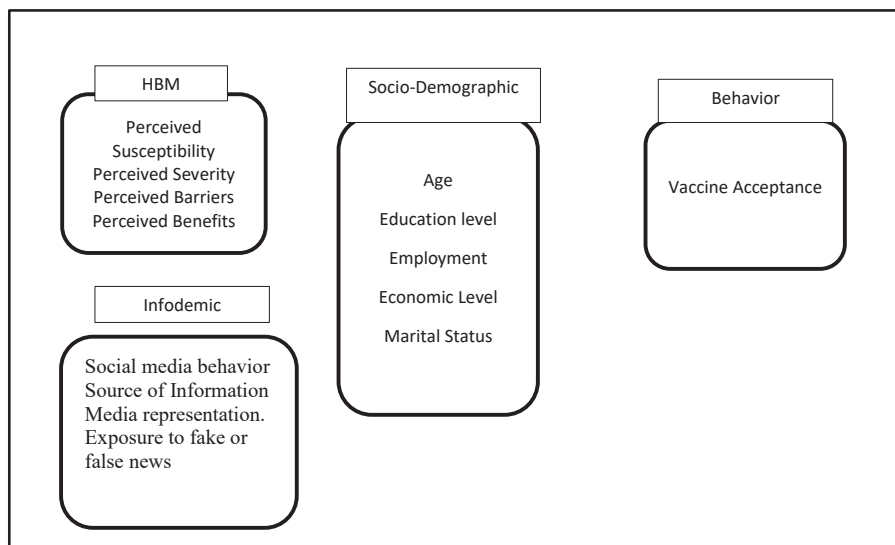 HBM
Perceived
Susceptibility
Perceived Severity
Perceived Barriers
Perceived Benefits
Infodemic
Social media behavior
Source of Information
Media representation.
Exposure to fake or
false news
Socio-Demographic
Age
Education level
Employment
Economic Level
Marital Status
Behavior
Vaccine Acceptance